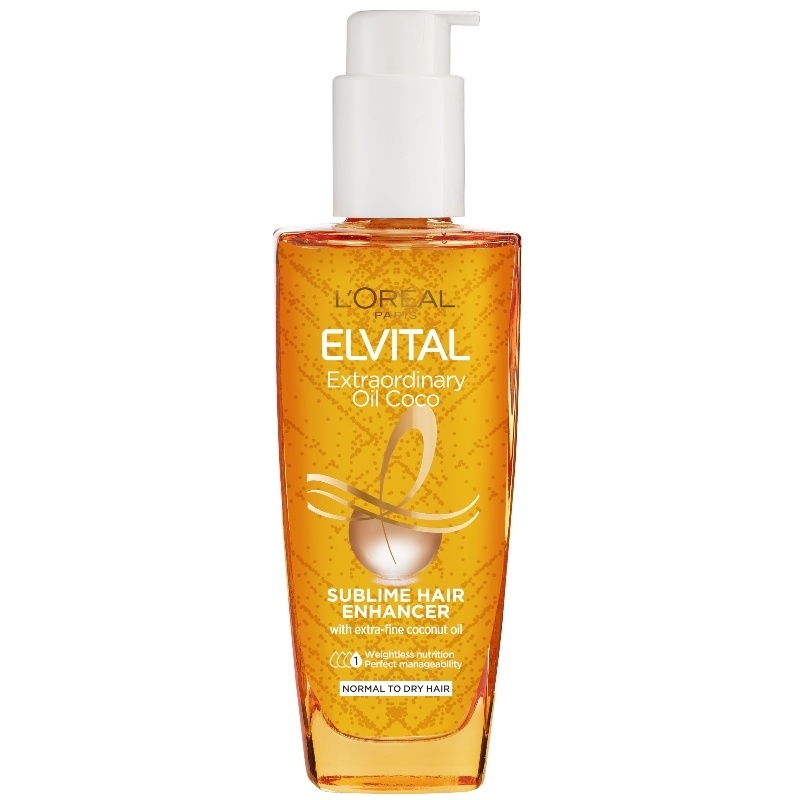 L'ORÉAL
PARIS
ELVITAL
Extraordinary
Oil Coco
SUBLIME HAIR
ENHANCER
with extra-fine coconut oil
1 Weightless nutrition
Perfect manageability
NORMAL TO DRY HAIR